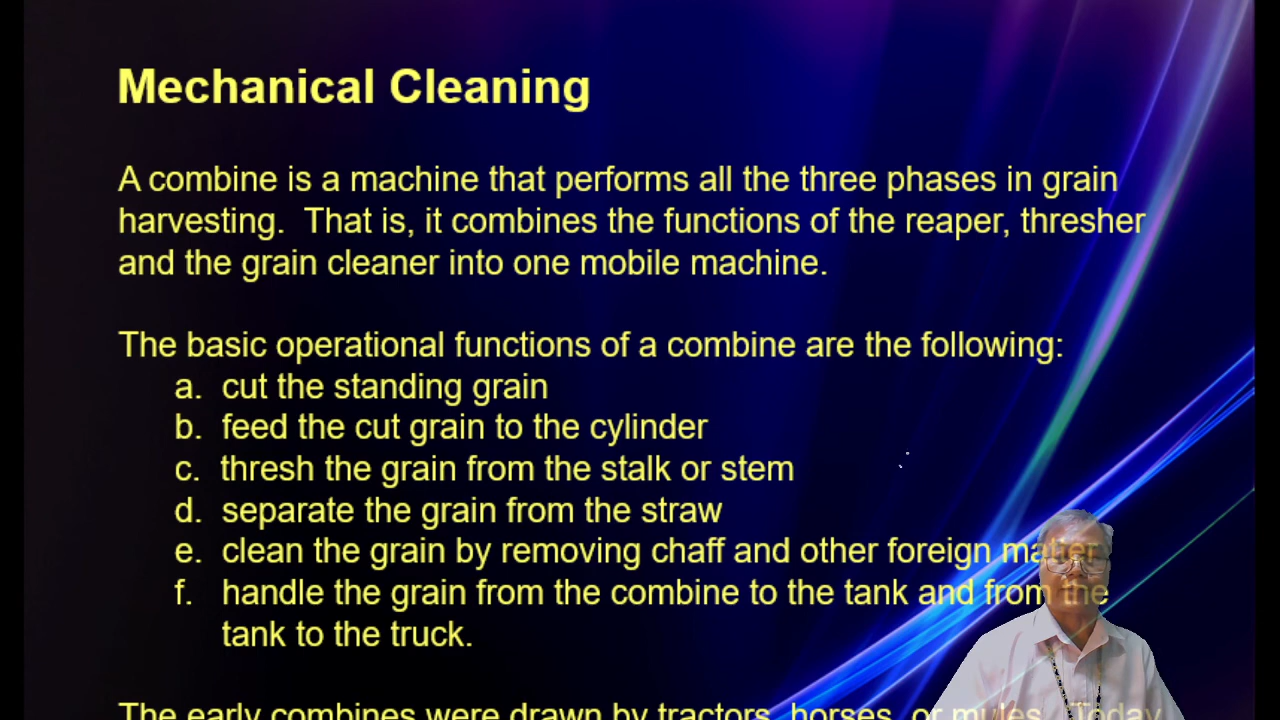 Mechanical Cleaning
A combine is a machine that performs all the three phases in grain
harvesting.  That is, it combines the functions of the reaper, thresher
and the grain cleaner into one mobile machine.
The basic operational functions of a combine are the following:
a. cut the standing grain
b. feed the cut grain to the cylinder
c. thresh the grain from the stalk or stem
d. separate the grain from the straw
e. clean the grain by removing chaff and other foreign matter
f. handle the grain from the combine to the tank and from the
tank to the truck.
The early combines were drawn by tractors, horses, or mules.  Today